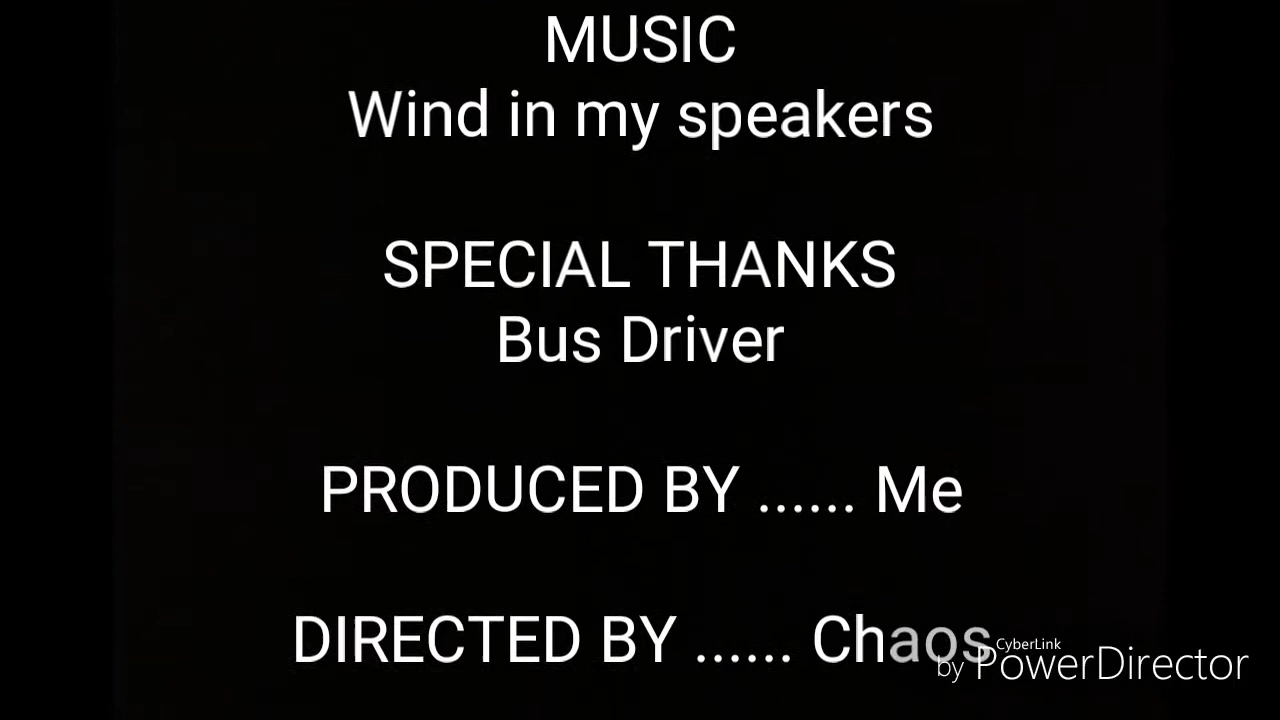 MUSIC
Wind in my speakers
SPECIAL THANKS
Bus Driver
PRODUCED BY ...... Me
DIRECTED BY ...... Chaos
CyberLink
by PowerDirector